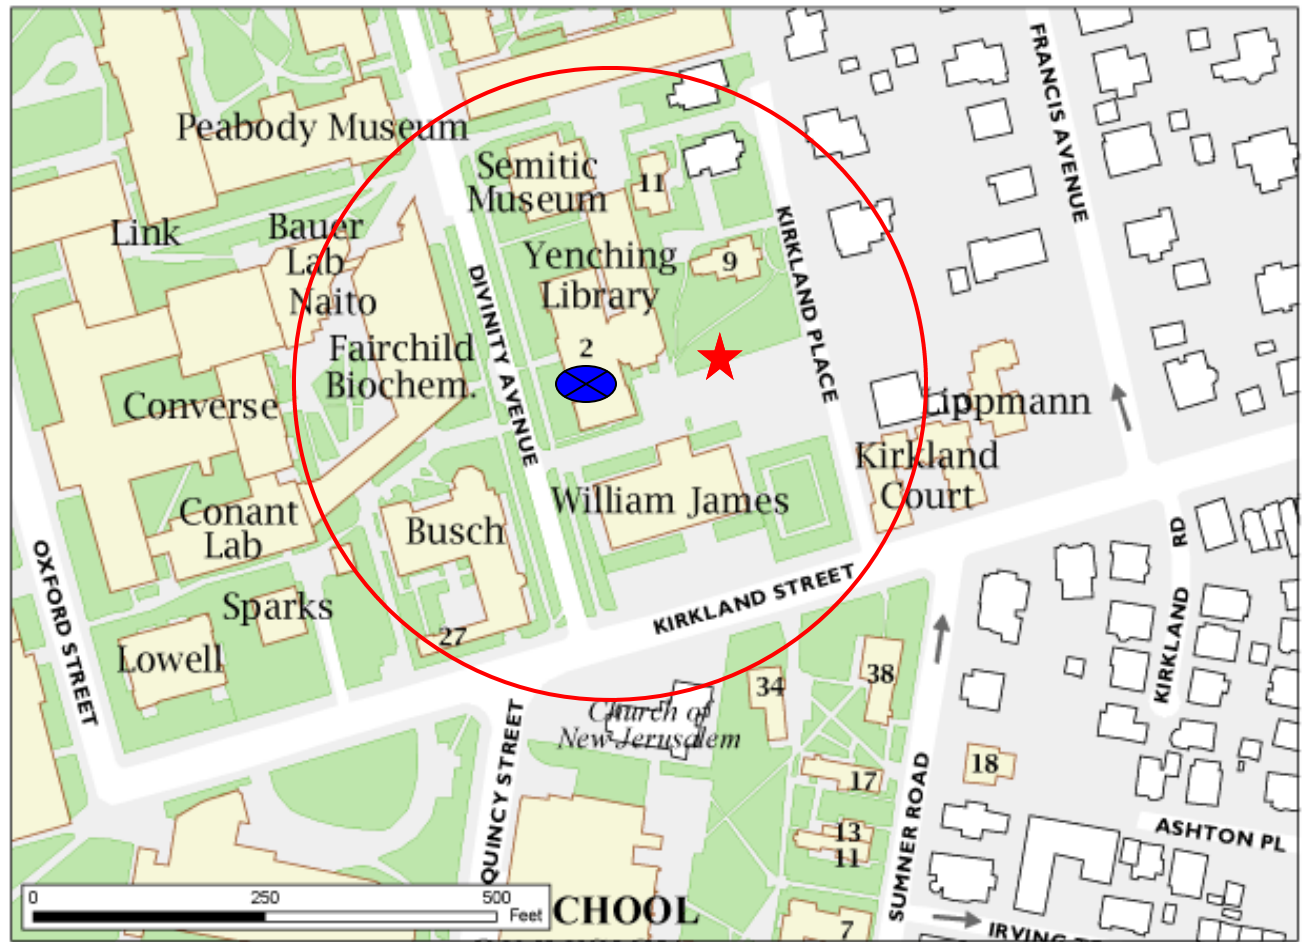 FRANCIS AVENUE
Peabody Museum
Semitic
Museum
11
Link
Bauer
Lab
Naito
Yenching
Library
9
KIRKLAND PLACE
DIVINITY AVENUE
Fairchild
Biochem.
2
Converse
Lippmann
Kirkland
Court
William James
Conant
Lab
Busch
OXFORD STREET
Sparks
KIRKLAND STREET
KIRKLAND RD
27
Lowell
34
38
Church of
New Jerusalem
QUINCY STREET
17
18
SUMNER ROAD
13
11
ASHTON PL
0 250 500
Feet
CHOOL
7
IRVING